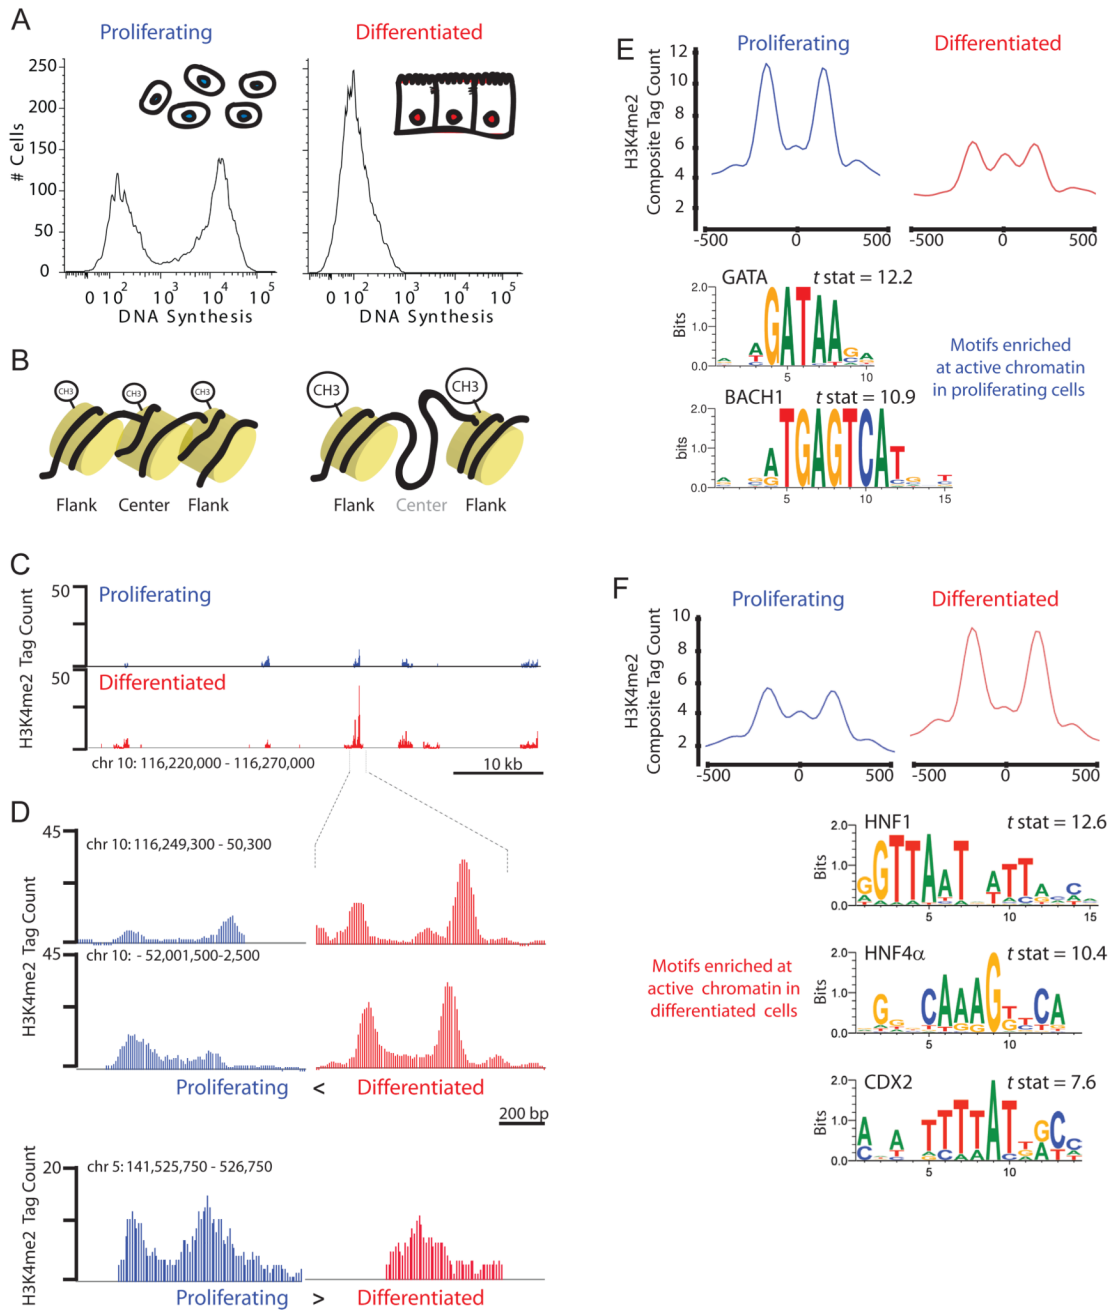 A
Proliferating
Differentiated
250
200
150
100
50
0
# Cells
0 10^2 10^3 10^4 10^5
DNA Synthesis
0 10^2 10^3 10^4 10^5
DNA Synthesis
B
CH3
CH3
CH3
Flank Center Flank
CH3
CH3
Flank Center Flank
C
H3K4me2 Tag Count
50
Proliferating
50
Differentiated
chr 10: 116,220,000 - 116,270,000
10 kb
D
H3K4me2 Tag Count
45
chr 10: 116,249,300 - 50,300
45
chr 10: - 52,001,500-2,500
Proliferating < Differentiated
200 bp
H3K4me2 Tag Count
20
chr 5: 141,525,750 - 526,750
Proliferating > Differentiated
E
Proliferating
Differentiated
H3K4me2
Composite Tag Count
12
10
8
6
4
2
-500 0 500
-500 0 500
GATA t stat = 12.2
Bits
2.0
1.0
0.0
GATAA
5 10
BACH1 t stat = 10.9
bits
2.0
1.0
0.0
ATGAGTCAT
5 10 15
Motifs enriched
at active chromatin
in proliferating cells
F
Proliferating
Differentiated
H3K4me2
Composite Tag Count
10
8
6
4
2
-500 0 500
-500 0 500
Motifs enriched at
active chromatin in
differentiated cells
HNF1 t stat = 12.6
Bits
2.0
1.0
0.0
GGTTAAT ATTA C
5 10 15
HNF4α t stat = 10.4
Bits
2.0
1.0
0.0
G CAAAG CA
5 10
CDX2 t stat = 7.6
Bits
2.0
1.0
0.0
A A TTTTAT GCC
5 10